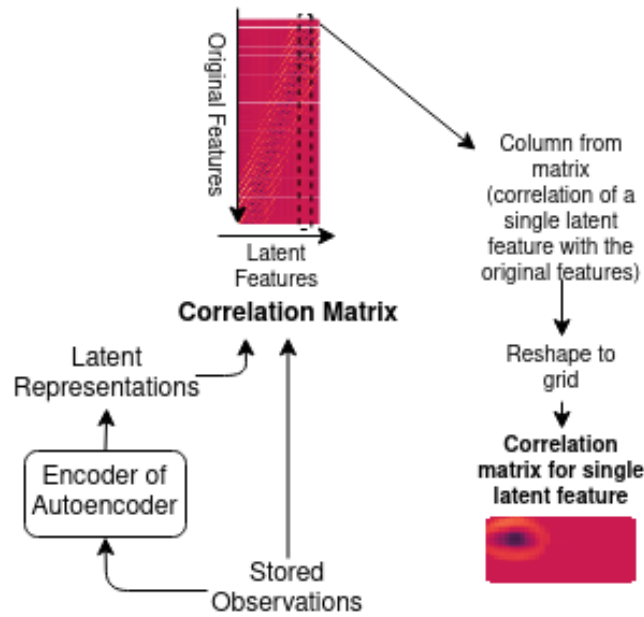 Original Features
Latent
Features
Correlation Matrix
Column from
matrix
(correlation of a
single latent
feature with the
original features)
Reshape to
grid
Correlation
matrix for single
latent feature
Latent
Representations
Encoder of
Autoencoder
Stored
Observations